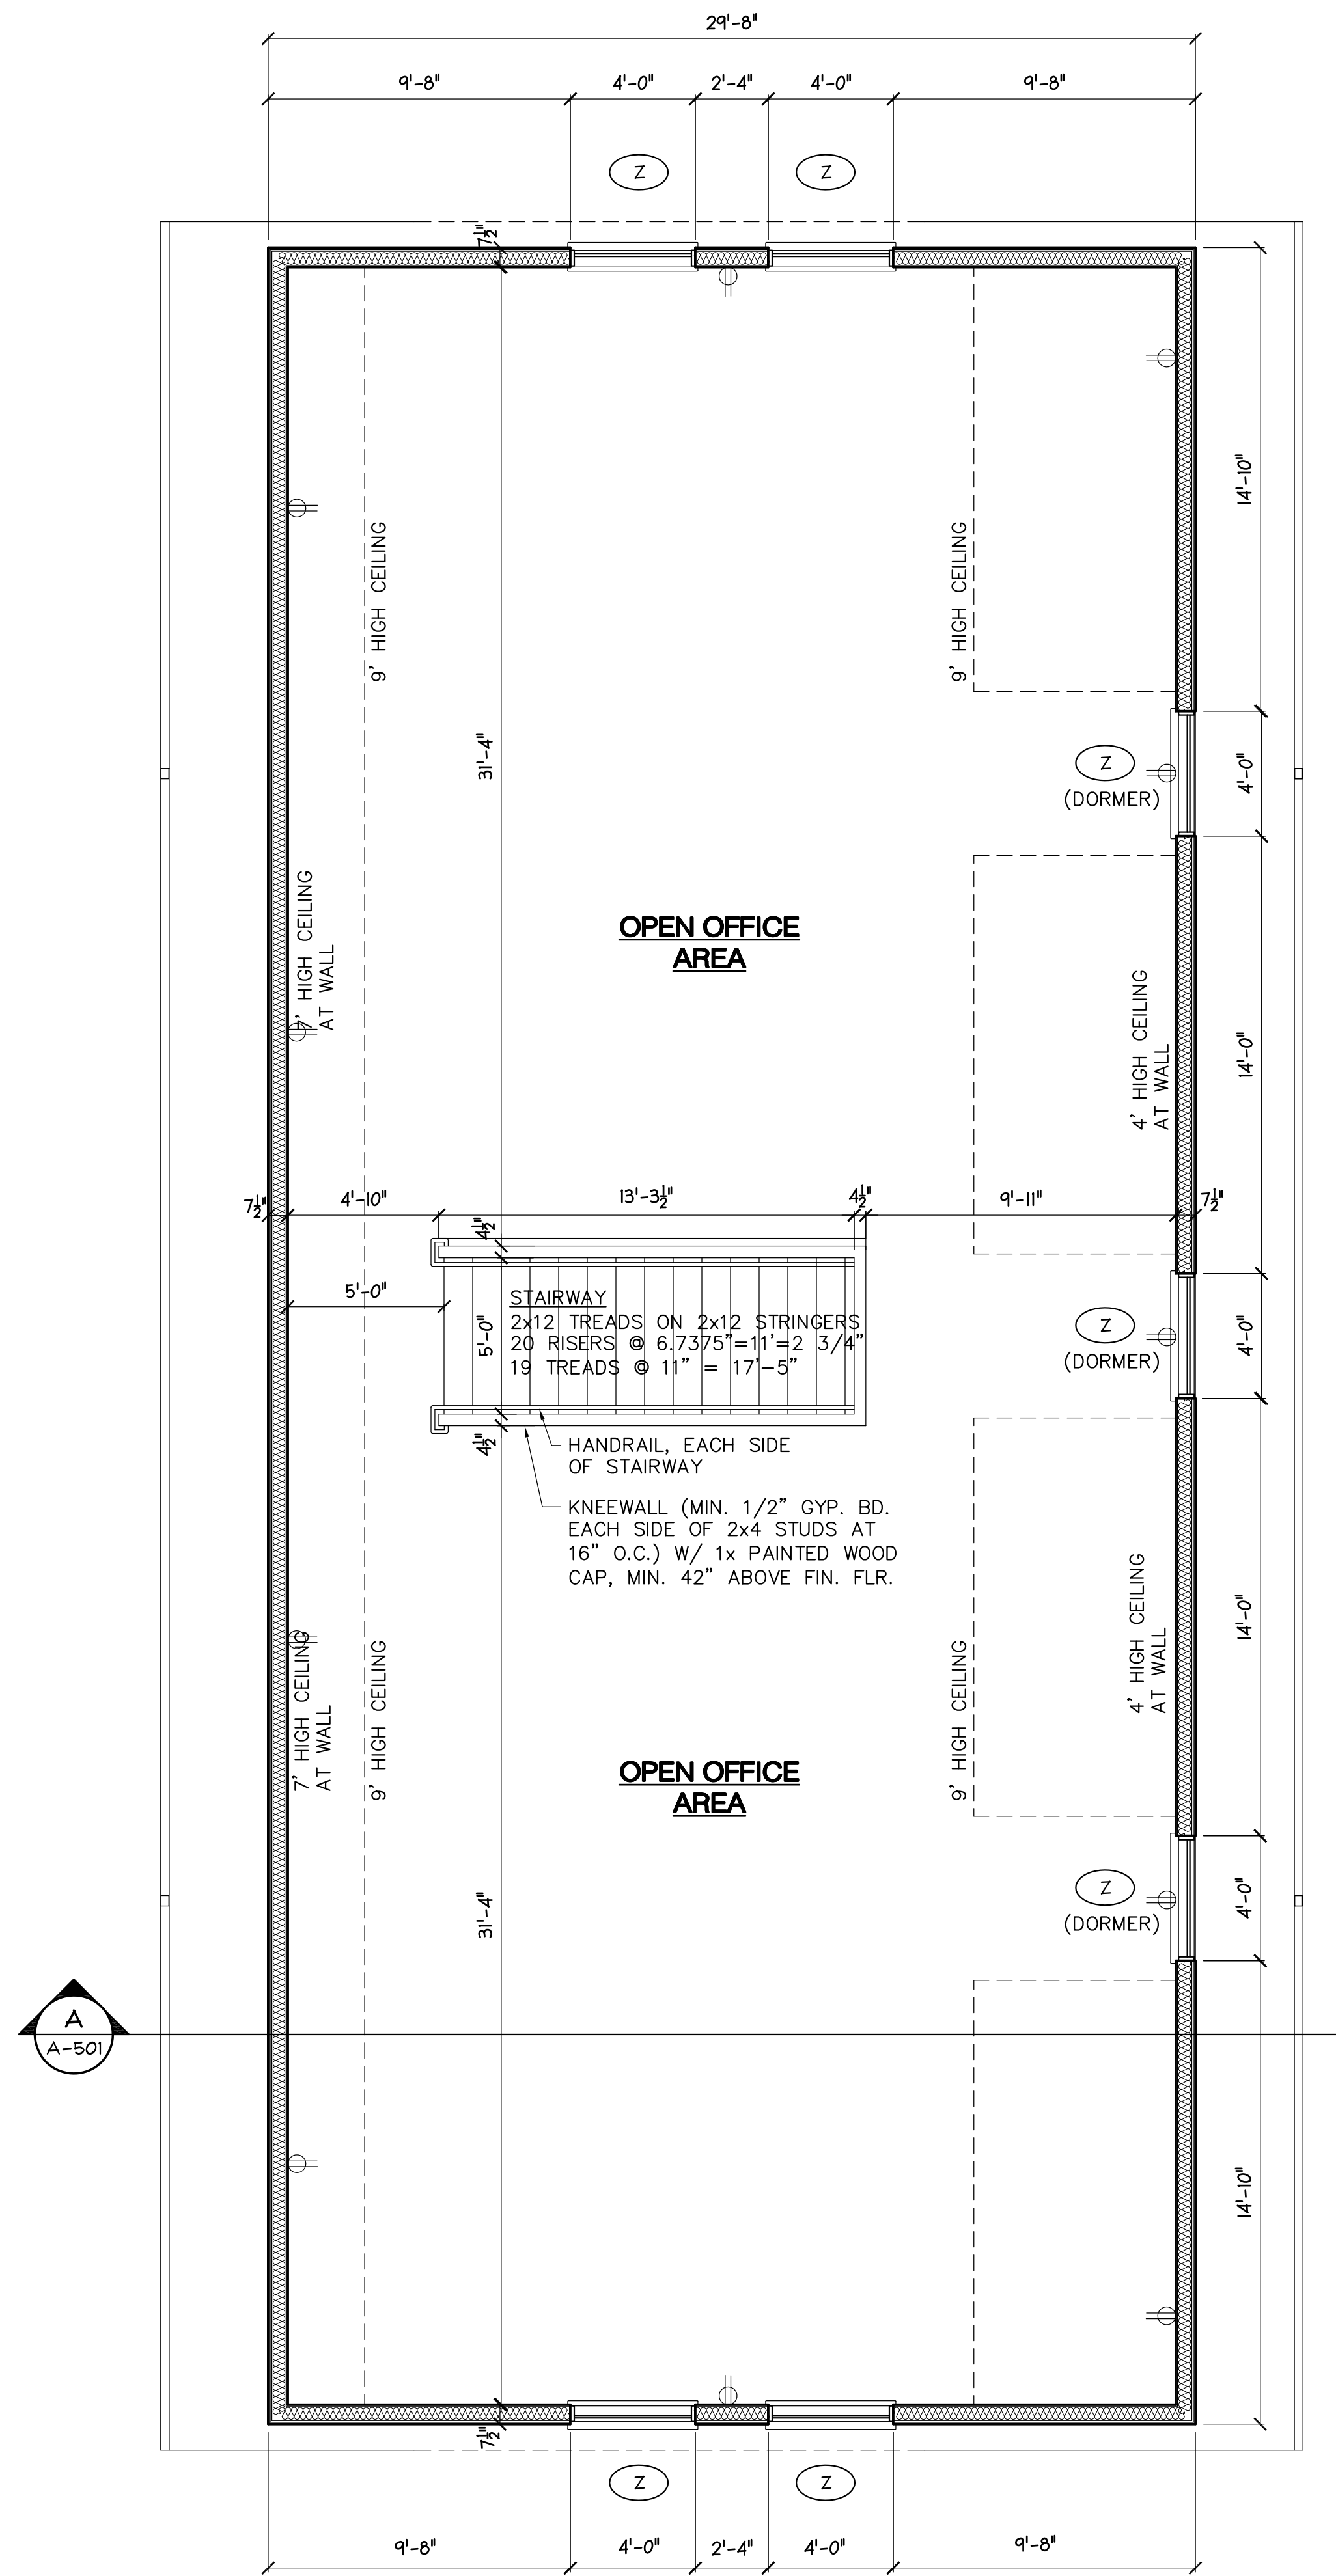 29'-8"
9'-8" 4'-0" 2'-4" 4'-0" 9'-8"
Z Z
7½"
14'-10"
9' HIGH CEILING
9' HIGH CEILING
31'-4"
Z
(DORMER)
4'-0"
7' HIGH CEILING
AT WALL
OPEN OFFICE
AREA
4' HIGH CEILING
AT WALL
14'-0"
7½" 4'-10" 13'-3½" 4½" 9'-11" 7½"
4½"
5'-0"
5'-0"
STAIRWAY
2x12 TREADS ON 2x12 STRINGERS
20 RISERS @ 6.7375"=11'=2 3/4"
19 TREADS @ 11" = 17'-5"
Z
(DORMER)
4'-0"
4½"
HANDRAIL, EACH SIDE
OF STAIRWAY
KNEEWALL (MIN. 1/2" GYP. BD.
EACH SIDE OF 2x4 STUDS AT
16" O.C.) W/ 1x PAINTED WOOD
CAP, MIN. 42" ABOVE FIN. FLR.
4' HIGH CEILING
AT WALL
14'-0"
7' HIGH CEILING
AT WALL
9' HIGH CEILING
9' HIGH CEILING
OPEN OFFICE
AREA
31'-4"
Z
(DORMER)
4'-0"
A
A-501
14'-10"
7½"
Z Z
9'-8" 4'-0" 2'-4" 4'-0" 9'-8"